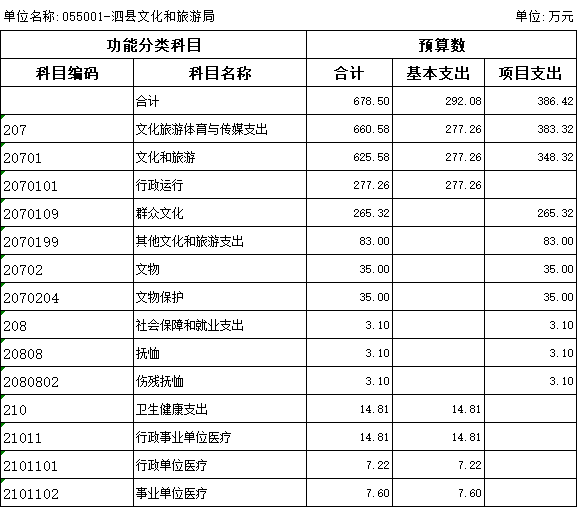 单位名称:055001-泗县文化和旅游局 单位:万元
功能分类科目 预算数
科目编码 科目名称 合计 基本支出 项目支出
合计 678.50 292.08 386.42
207 文化旅游体育与传媒支出 660.58 277.26 383.32
20701 文化和旅游 625.58 277.26 348.32
2070101 行政运行 277.26 277.26
2070109 群众文化 265.32 265.32
2070199 其他文化和旅游支出 83.00 83.00
20702 文物 35.00 35.00
2070204 文物保护 35.00 35.00
208 社会保障和就业支出 3.10 3.10
20808 抚恤 3.10 3.10
2080802 伤残抚恤 3.10 3.10
210 卫生健康支出 14.81 14.81
21011 行政事业单位医疗 14.81 14.81
2101101 行政单位医疗 7.22 7.22
2101102 事业单位医疗 7.60 7.60